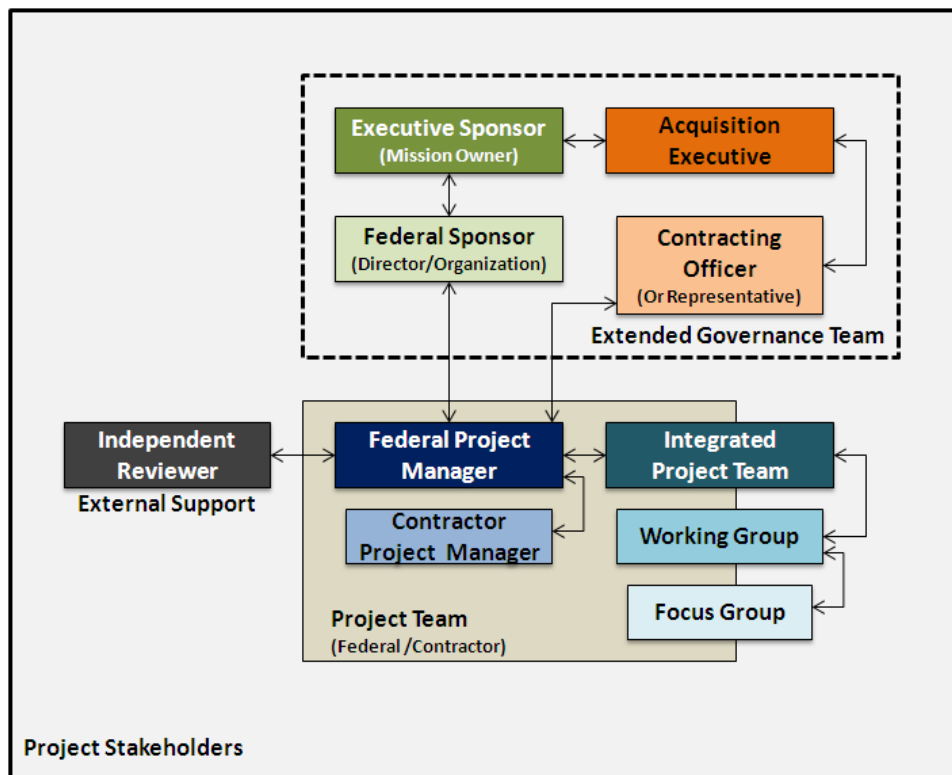 Executive Sponsor
(Mission Owner)
Acquisition
Executive
Federal Sponsor
(Director/Organization)
Contracting
Officer
(Or Representative)
Extended Governance Team
Independent
Reviewer
External Support
Federal Project
Manager
Integrated
Project Team
Contractor
Project Manager
Working Group
Focus Group
Project Team
(Federal /Contractor)
Project Stakeholders